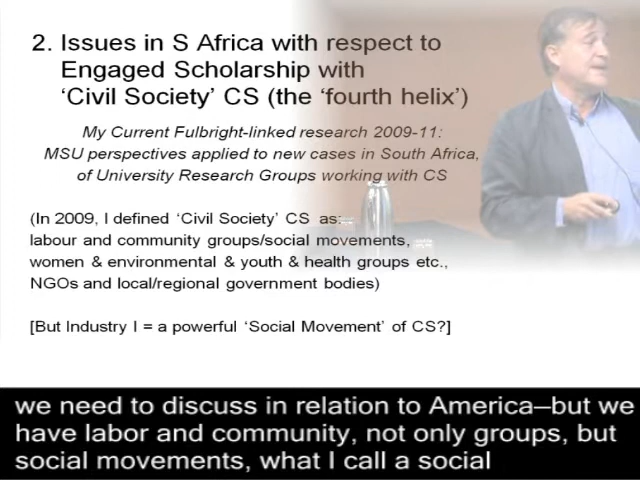 2. Issues in S Africa with respect to
Engaged Scholarship with
'Civil Society' CS (the 'fourth helix')
My Current Fulbright-linked research 2009-11:
MSU perspectives applied to new cases in South Africa,
of University Research Groups working with CS
(In 2009, I defined 'Civil Society' CS as:
labour and community groups/social movements,
women & environmental & youth & health groups etc.,
NGOs and local/regional government bodies)
[But Industry I = a powerful 'Social Movement' of CS?]
we need to discuss in relation to America—but we
have labor and community, not only groups, but
social movements, what I call a social